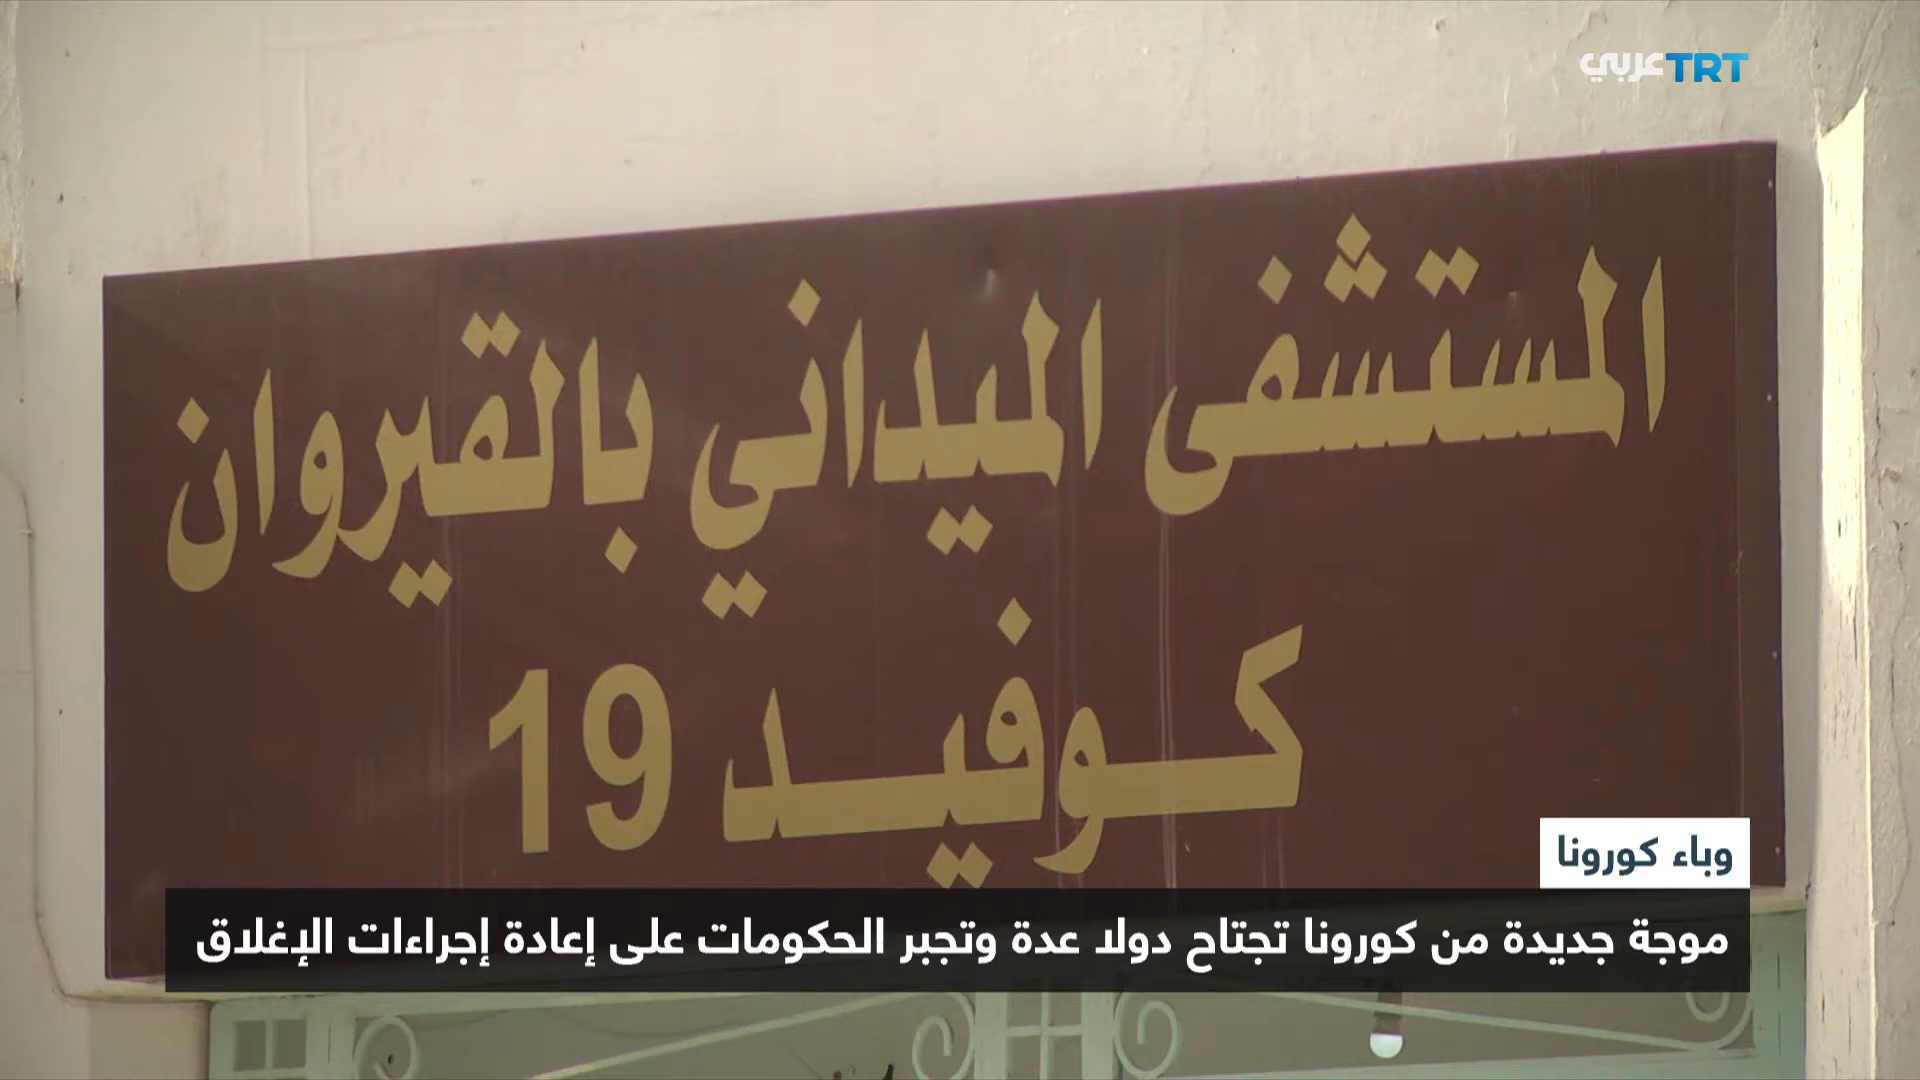 عربي TRT
المستشفى الميداني بالقيروان
كوفيد 19
وباء كورونا
موجة جديدة من كورونا تجتاح دولا عدة وتجبر الحكومات على إعادة إجراءات الإغلاق